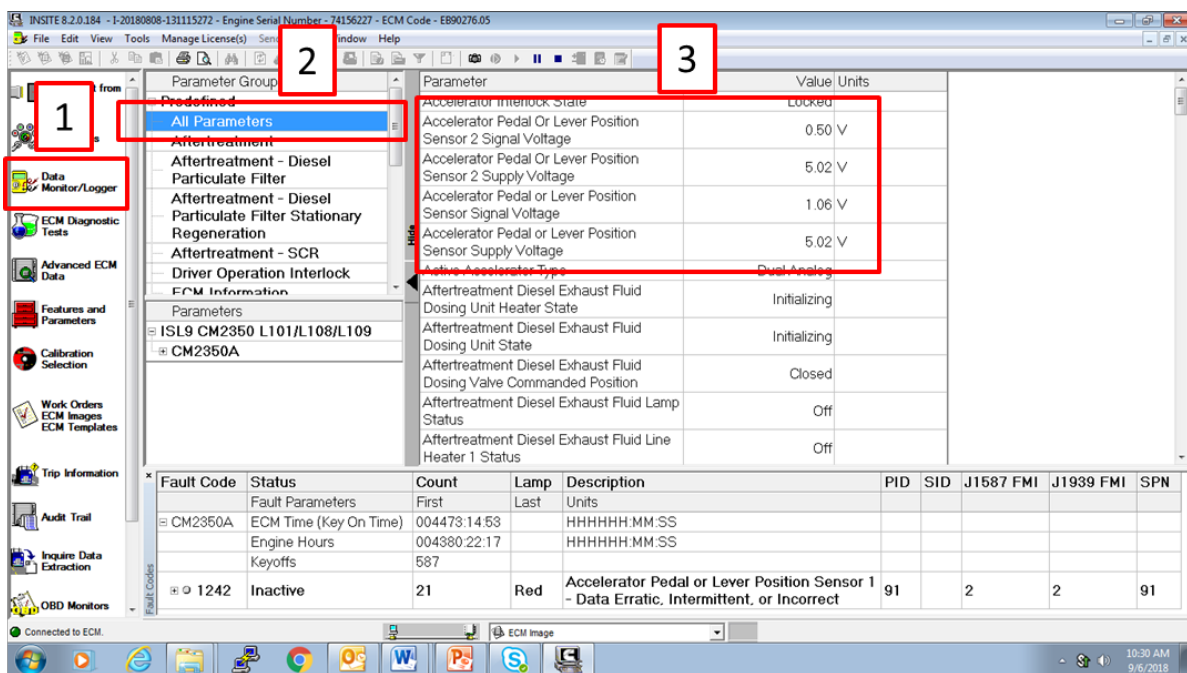 INSITE 8.2.0.184 - I-20180808-131115272 - Engine Serial Number - 74156227 - ECM Code - EB90276.05
File Edit View Tools Manage License(s) Window Help
1
2
3
from
Data
Monitor/Logger
ECM Diagnostic
Tests
Advanced ECM
Data
Features and
Parameters
Calibration
Selection
Work Orders
ECM Images
ECM Templates
Trip Information
Audit Trail
Inquire Data
Extraction
OBD Monitors
Parameter Group
Predefined
All Parameters
Aftertreatment
Aftertreatment - Diesel
Particulate Filter
Aftertreatment - Diesel
Particulate Filter Stationary
Regeneration
Aftertreatment - SCR
Driver Operation Interlock
ECM Information
Parameters
ISL9 CM2350 L101/L108/L109
CM2350A
Hide
Parameter Value Units
Accelerator Interlock State Locked
Accelerator Pedal Or Lever Position
Sensor 2 Signal Voltage 0.50 V
Accelerator Pedal Or Lever Position
Sensor 2 Supply Voltage 5.02 V
Accelerator Pedal or Lever Position
Sensor Signal Voltage 1.06 V
Accelerator Pedal or Lever Position
Sensor Supply Voltage 5.02 V
Active Accelerator Type Dual Analog
Aftertreatment Diesel Exhaust Fluid
Dosing Unit Heater State Initializing
Aftertreatment Diesel Exhaust Fluid
Dosing Unit State Initializing
Aftertreatment Diesel Exhaust Fluid
Dosing Valve Commanded Position Closed
Aftertreatment Diesel Exhaust Fluid Lamp
Status Off
Aftertreatment Diesel Exhaust Fluid Line
Heater 1 Status Off
Fault Codes
Fault Code Status Count Lamp Description PID SID J1587 FMI J1939 FMI SPN
Fault Parameters First Last Units
CM2350A ECM Time (Key On Time) 004473:14:53 HHHHHH:MM:SS
Engine Hours 004380:22:17 HHHHHH:MM:SS
Keyoffs 587
1242 Inactive 21 Red Accelerator Pedal or Lever Position Sensor 1
- Data Erratic, Intermittent, or Incorrect 91 2 2 91
Connected to ECM.
ECM Image
10:30 AM
9/6/2018